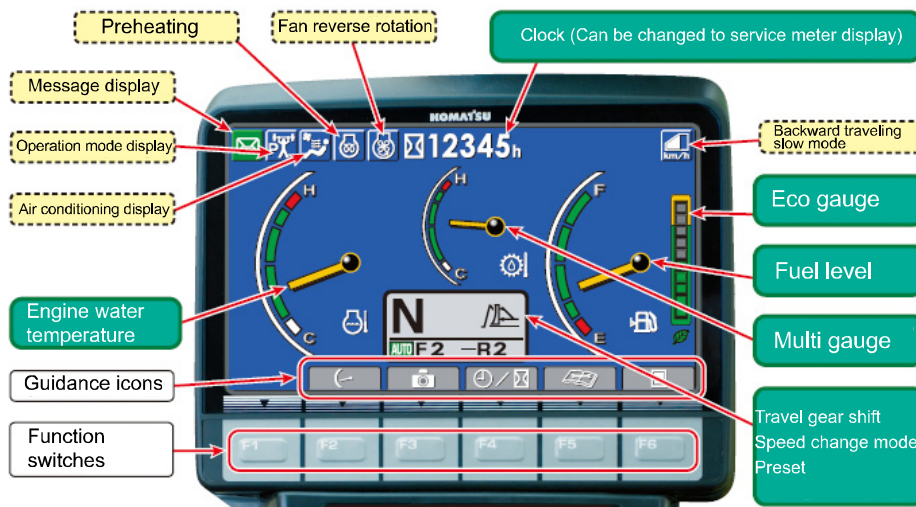 Preheating
Fan reverse rotation
Clock (Can be changed to service meter display)
Message display
KOMATSU
Operation mode display
P
12345h
km/h
Backward traveling
slow mode
Air conditioning display
H
H
F
Eco gauge
C
Fuel level
Engine water
temperature
N
C
E
AUTO F2 –R2
Multi gauge
Guidance icons
Travel gear shift
Speed change mode
Preset
Function
switches
F1
F2
F3
F4
F5
F6